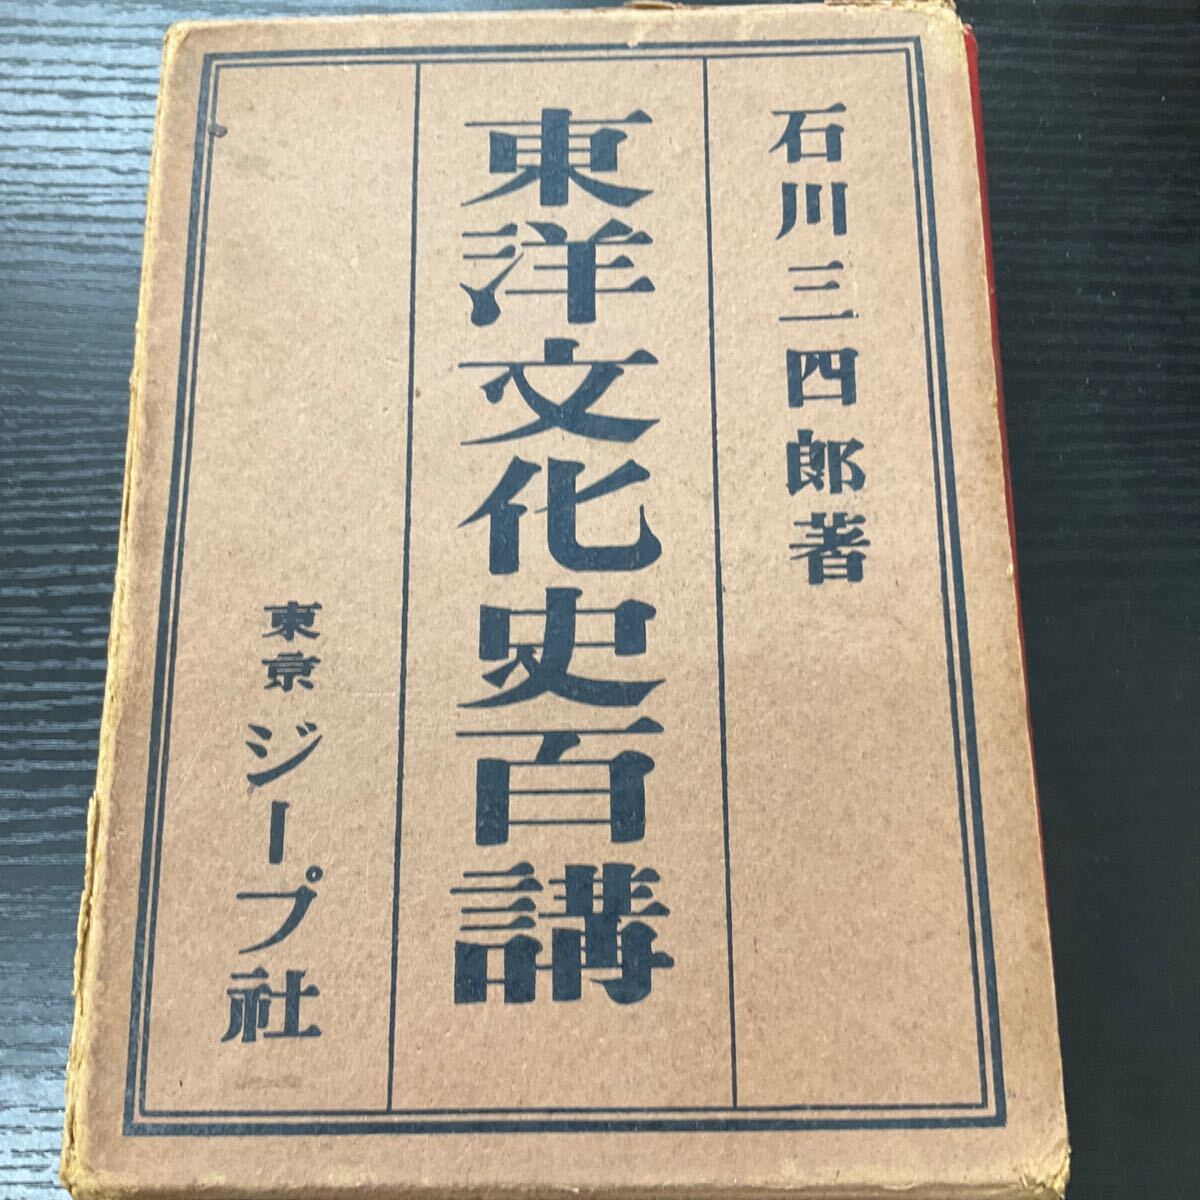 石川三四郎著
東洋文化史百講
東京 ジープ社